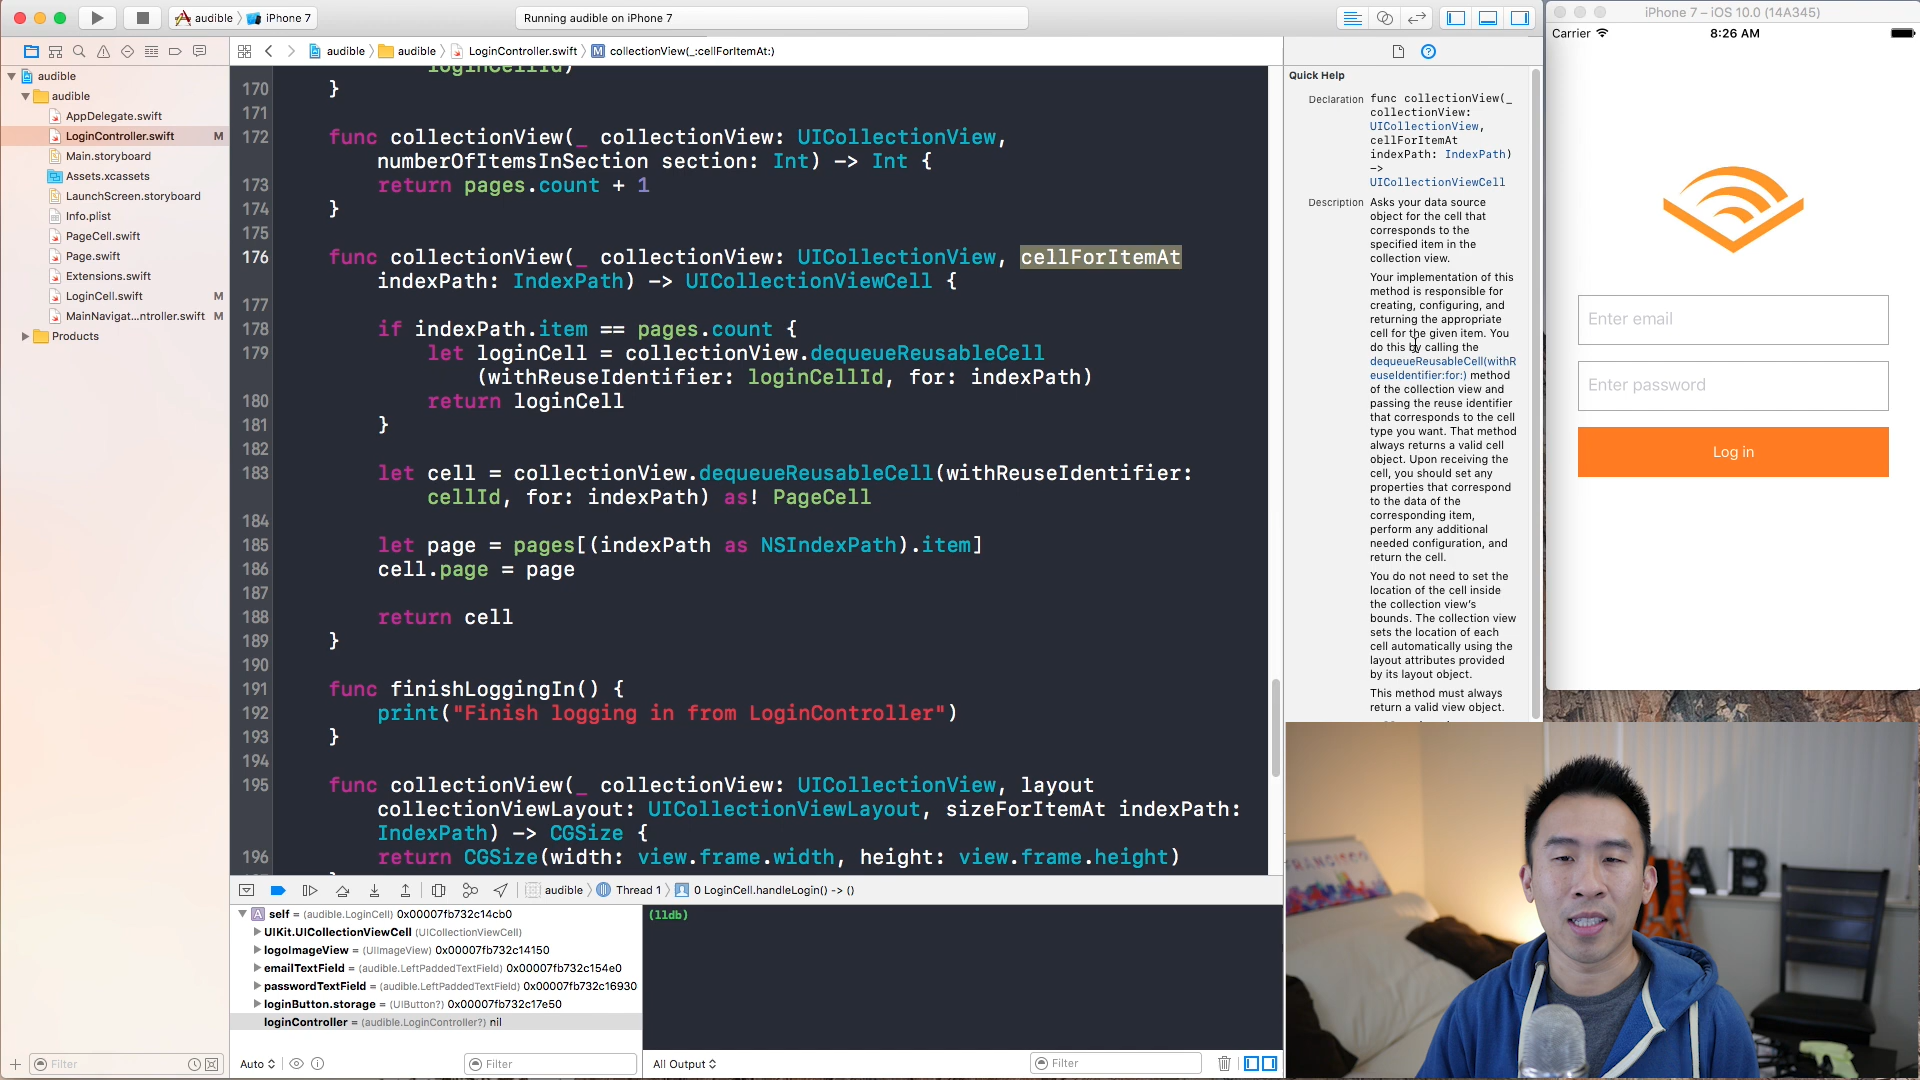 audible  iPhone 7
Running audible on iPhone 7
iPhone 7 – iOS 10.0 (14A345)
audible  audible  LoginController.swift  M  collectionView(_:cellForItemAt:)
Carrier  8:26 AM
audible
audible
AppDelegate.swift
LoginController.swift  M
Main.storyboard
Assets.xcassets
LaunchScreen.storyboard
Info.plist
PageCell.swift
Page.swift
Extensions.swift
LoginCell.swift  M
MainNavigat...ntroller.swift  M
Products
Filter
loginCellId)
170  }
171
172  func collectionView(_ collectionView: UICollectionView,
numberOfItemsInSection section: Int) -> Int {
173  return pages.count + 1
174  }
175
176  func collectionView(_ collectionView: UICollectionView, cellForItemAt
indexPath: IndexPath) -> UICollectionViewCell {
177
178  if indexPath.item == pages.count {
179  let loginCell = collectionView.dequeueReusableCell
(withReuseIdentifier: loginCellId, for: indexPath)
180  return loginCell
181  }
182
183  let cell = collectionView.dequeueReusableCell(withReuseIdentifier:
cellId, for: indexPath) as! PageCell
184
185  let page = pages[(indexPath as NSIndexPath).item]
186  cell.page = page
187
188  return cell
189  }
190
191  func finishLoggingIn() {
192  print("Finish logging in from LoginController")
193  }
194
195  func collectionView(_ collectionView: UICollectionView, layout
collectionViewLayout: UICollectionViewLayout, sizeForItemAt indexPath:
IndexPath) -> CGSize {
196  return CGSize(width: view.frame.width, height: view.frame.height)
audible  Thread 1  0 LoginCell.handleLogin() -> ()
A self = (audible.LoginCell) 0x00007fb732c14cb0
UIKit.UICollectionViewCell (UICollectionViewCell)
logoImageView = (UIImageView) 0x00007fb732c14150
emailTextField = (audible.LeftPaddedTextField) 0x00007fb732c154e0
passwordTextField = (audible.LeftPaddedTextField) 0x00007fb732c16930
loginButton.storage = (UIButton?) 0x00007fb732c17e50
loginController = (audible.LoginController?) nil
Auto  Filter
(lldb)
All Output  Filter
Quick Help
Declaration  func collectionView(_
collectionView:
UICollectionView,
cellForItemAt
indexPath: IndexPath)
->
UICollectionViewCell
Description  Asks your data source
object for the cell that
corresponds to the
specified item in the
collection view.
Your implementation of this
method is responsible for
creating, configuring, and
returning the appropriate
cell for the given item. You
do this by calling the
dequeueReusableCell(withR
euseIdentifier:for:) method
of the collection view and
passing the reuse identifier
that corresponds to the cell
type you want. That method
always returns a valid cell
object. Upon receiving the
cell, you should set any
properties that correspond
to the data of the
corresponding item,
perform any additional
needed configuration, and
return the cell.
You do not need to set the
location of the cell inside
the collection view's
bounds. The collection view
sets the location of each
cell automatically using the
layout attributes provided
by its layout object.
This method must always
return a valid view object.
Enter email
Enter password
Log in